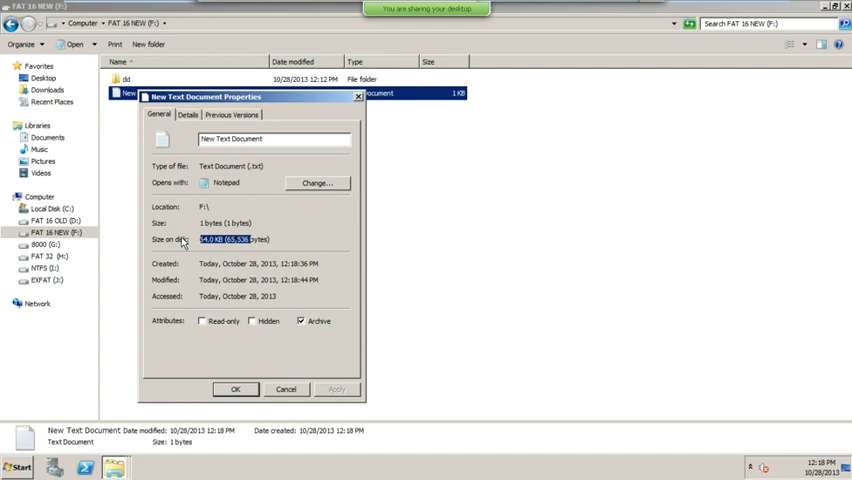 FAT 16 NEW (F:)
You are sharing your desktop
Computer FAT 16 NEW (F:)
Search FAT 16 NEW (F:)
Organize Open Print New folder
Favorites
Desktop
Downloads
Recent Places
Libraries
Documents
Music
Pictures
Videos
Computer
Local Disk (C:)
FAT 16 OLD (D:)
FAT 16 NEW (F:)
8000 (G:)
FAT 32 (H:)
NTFS (I:)
EXFAT (J:)
Network
Name Date modified Type Size
dd 10/28/2013 12:12 PM File folder
New 1 KB
New Text Document Properties
General Details Previous Versions
New Text Document
Type of file: Text Document (.txt)
Opens with: Notepad Change...
Location: F:\
Size: 1 bytes (1 bytes)
Size on disk: 64.0 KB (65,536 bytes)
Created: Today, October 28, 2013, 12:18:36 PM
Modified: Today, October 28, 2013, 12:18:44 PM
Accessed: Today, October 28, 2013
Attributes: Read-only Hidden Archive
OK Cancel Apply
New Text Document Date modified: 10/28/2013 12:18 PM Date created: 10/28/2013 12:18 PM
Text Document Size: 1 bytes
Start
12:18 PM
10/28/2013